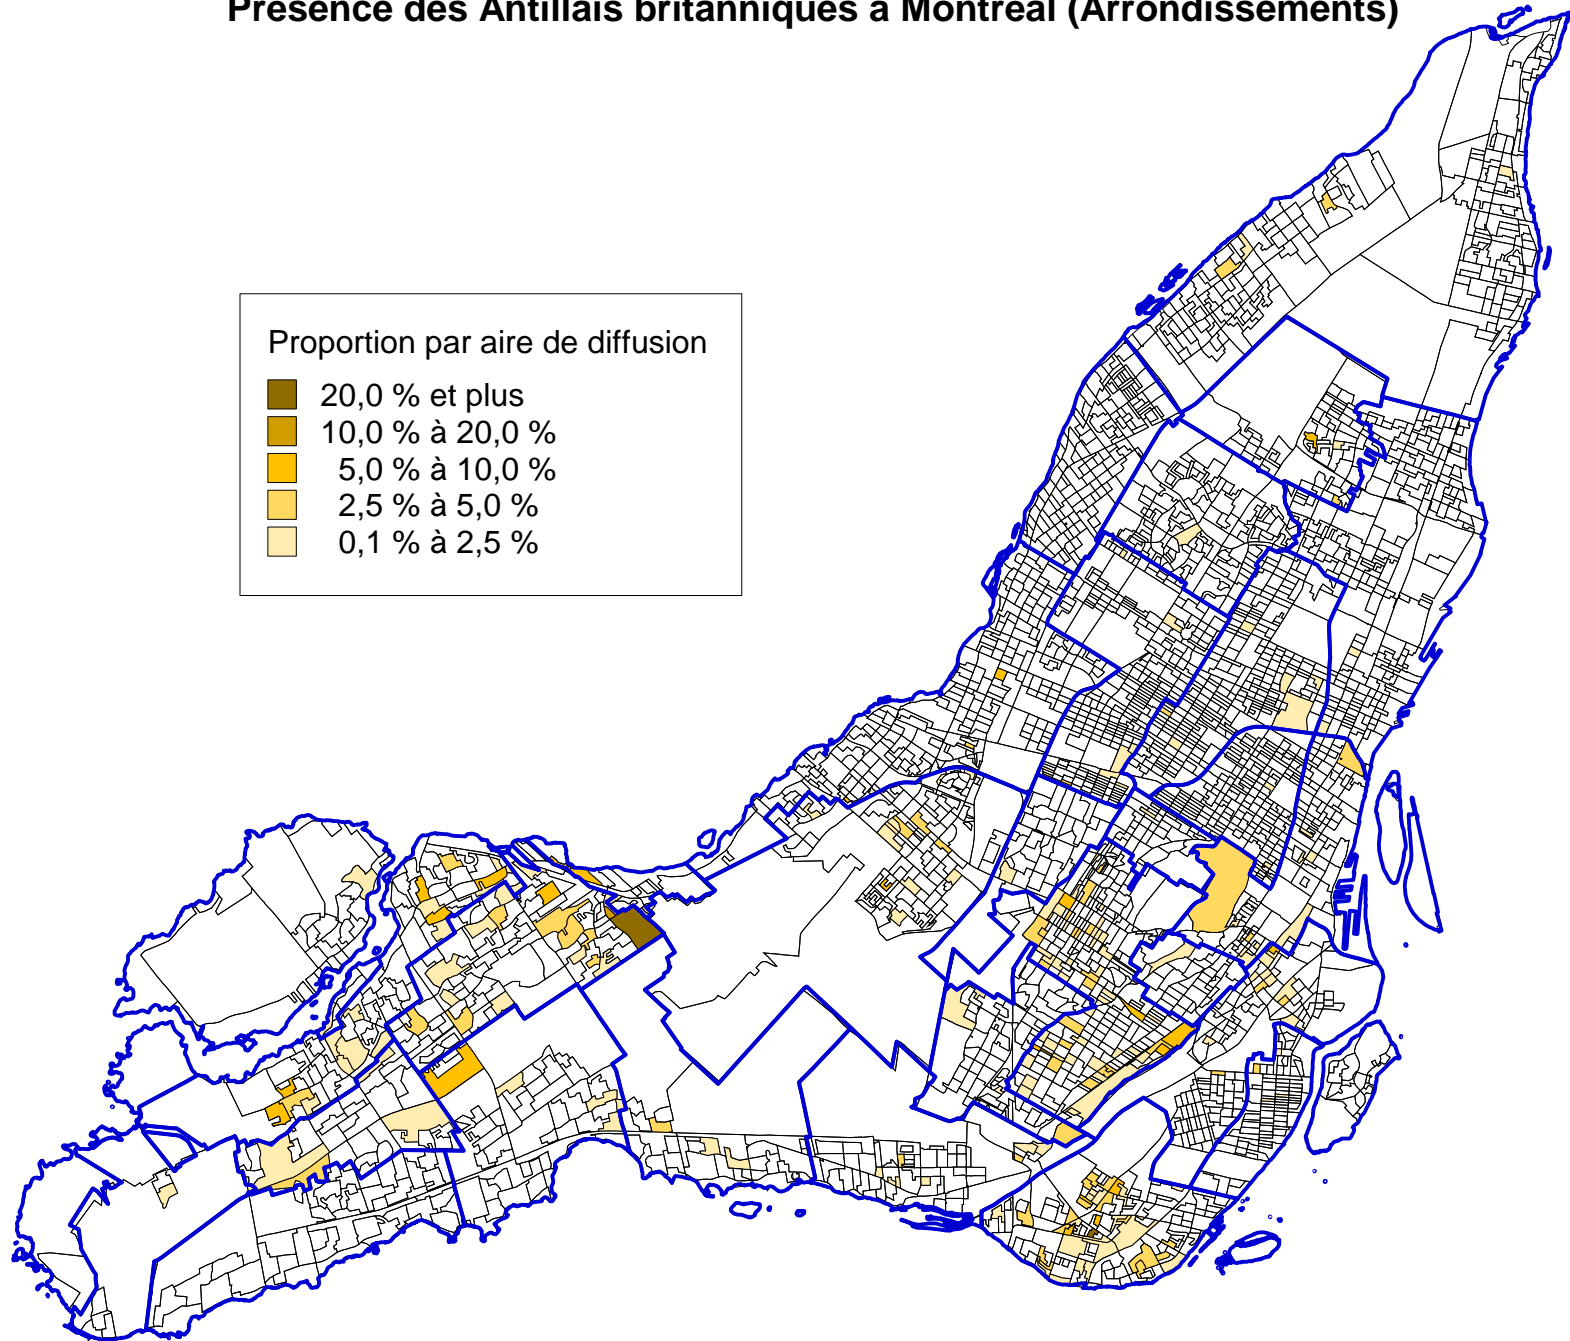 Présence des Antillais britanniques à Montréal (Arrondissements)
Proportion par aire de diffusion
20,0 % et plus
10,0 % à 20,0 %
5,0 % à 10,0 %
2,5 % à 5,0 %
0,1 % à 2,5 %